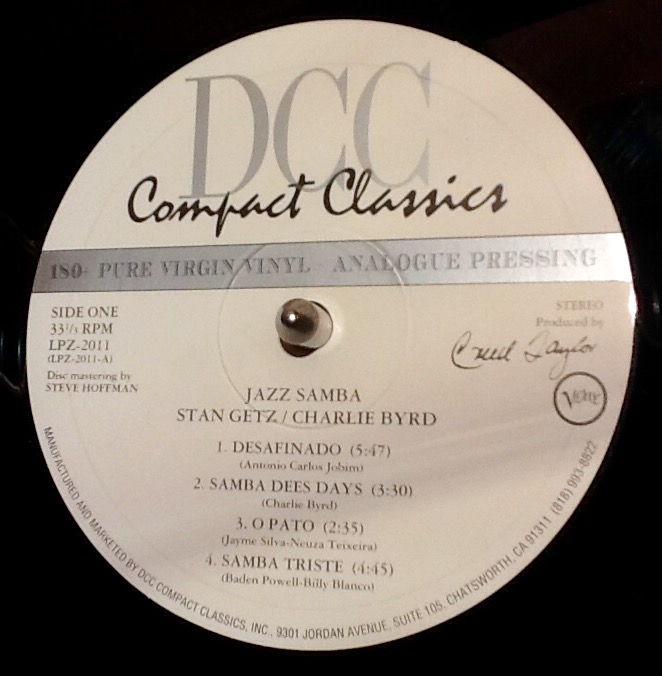 DCC
Compact Classics
180+ PURE VIRGIN VINYL - ANALOGUE PRESSING
SIDE ONE
33⅓ RPM
LPZ-2011
(LPZ-2011-A)
Disc mastering by
STEVE HOFFMAN
STEREO
Produced by
Creed Taylor
Verve
JAZZ SAMBA
STAN GETZ / CHARLIE BYRD
1. DESAFINADO (5:47)
(Antonio Carlos Jobim)
2. SAMBA DEES DAYS (3:30)
(Charlie Byrd)
3. O PATO (2:35)
(Jayme Silva-Neuza Teixeira)
4. SAMBA TRISTE (4:45)
(Baden Powell-Billy Blanco)
MANUFACTURED AND MARKETED BY DCC COMPACT CLASSICS, INC., 9301 JORDAN AVENUE, SUITE 105, CHATSWORTH, CA 91311 (818) 993-8822